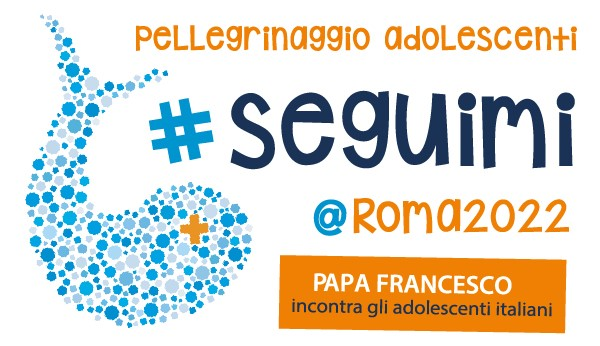 pellegrinaggio adolescenti
#seguimi
@Roma2022
PAPA FRANCESCO
incontra gli adolescenti italiani